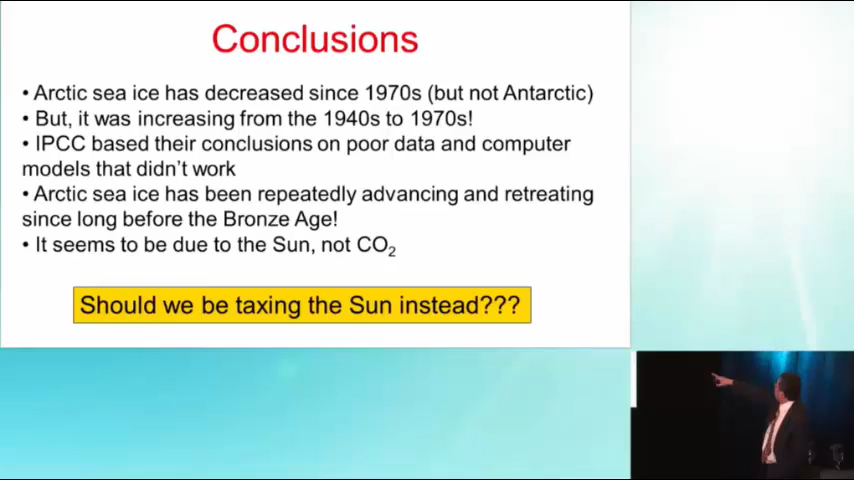 Conclusions
• Arctic sea ice has decreased since 1970s (but not Antarctic)
• But, it was increasing from the 1940s to 1970s!
• IPCC based their conclusions on poor data and computer
models that didn't work
• Arctic sea ice has been repeatedly advancing and retreating
since long before the Bronze Age!
• It seems to be due to the Sun, not CO₂
Should we be taxing the Sun instead???